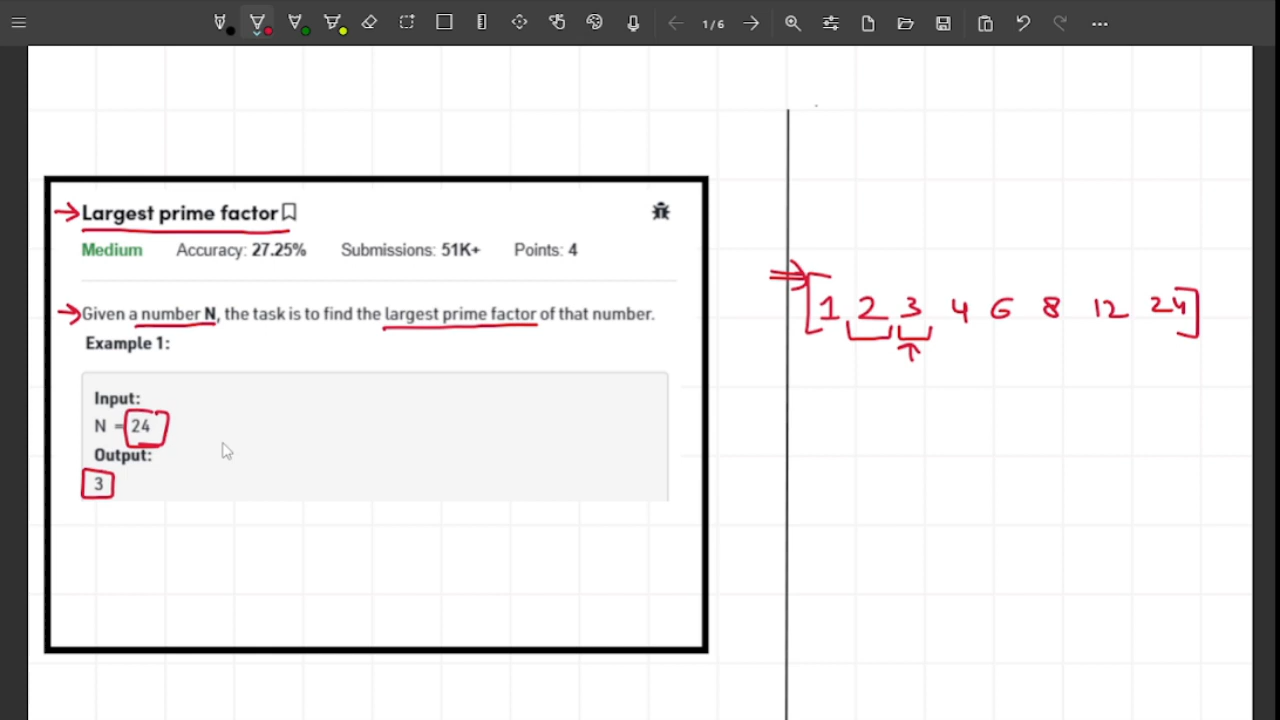 1/6
Largest prime factor
Medium Accuracy: 27.25% Submissions: 51K+ Points: 4
Given a number N, the task is to find the largest prime factor of that number.
Example 1:
Input:
N = 24
Output:
3
[1 2 3 4 6 8 12 24]